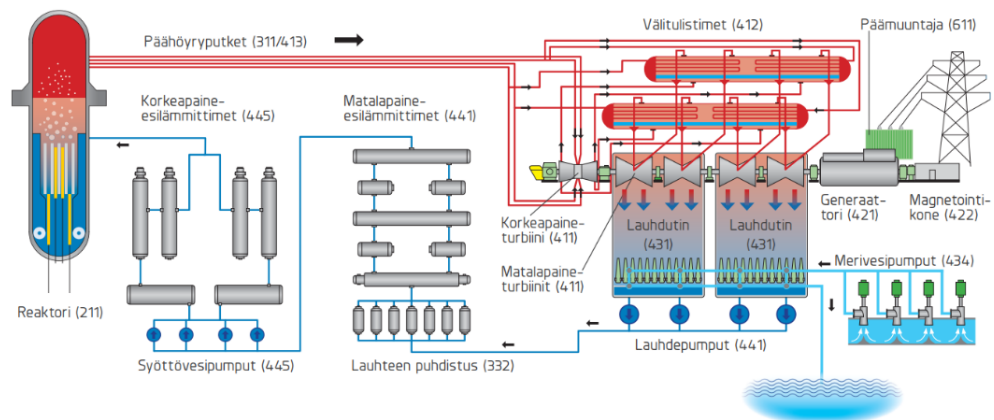 Päähöyryputket (311/413)
Välitulistimet (412)
Päämuuntaja (611)
Korkeapaine-
esilämmittimet (445)
Matalapaine-
esilämmittimet (441)
Korkeapaine-
turbiini (411)
Lauhdutin
(431)
Lauhdutin
(431)
Generaat-
tori (421)
Magnetointi-
kone (422)
Matalapaine-
turbiinit
(411)
Merivesipumput (434)
Reaktori (211)
Syöttövesipumput (445)
Lauhteen puhdistus (332)
Lauhdepumput (441)